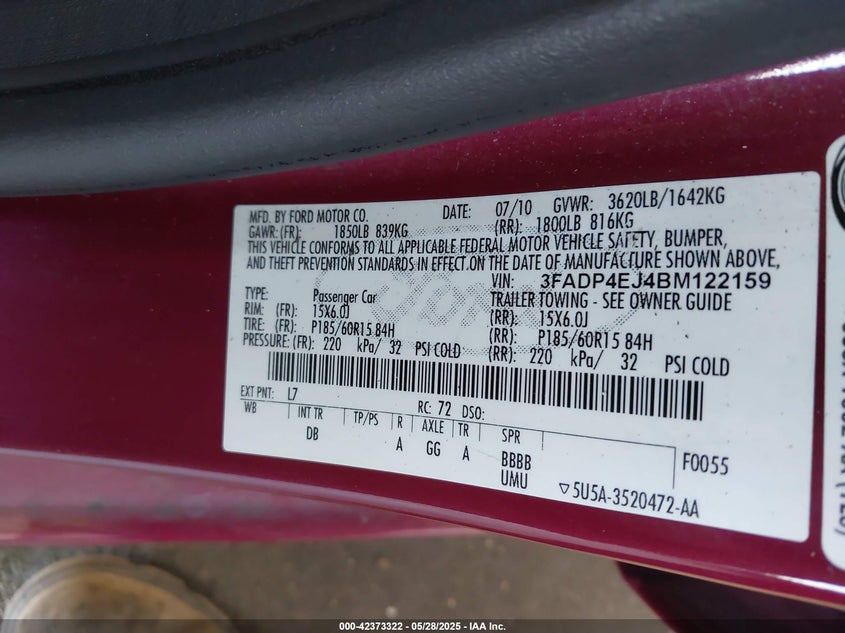 MFD. BY FORD MOTOR CO. DATE: 07/10 GVWR: 3620LB/1642KG
GAWR: (FR): 1850LB 839KG (RR): 1800LB 816KG
THIS VEHICLE CONFORMS TO ALL APPLICABLE FEDERAL MOTOR VEHICLE SAFETY, BUMPER,
AND THEFT PREVENTION STANDARDS IN EFFECT ON THE DATE OF MANUFACTURE SHOWN ABOVE,
VIN: 3FADP4EJ4BM122159
TYPE: Passenger Car TRAILER TOWING - SEE OWNER GUIDE
RIM: (FR): 15X6.0J (RR): 15X6.0J
TIRE: (FR): P185/60R15 84H (RR): P185/60R15 84H
PRESSURE: (FR): 220 kPa/ 32 PSI COLD (RR): 220 kPa/ 32 PSI COLD
EXT PNT: L7 RC: 72 DSO:
WB INT TR TP/PS R AXLE TR SPR
DB A GG A BBBB F0055
UMU ▽5U5A-3520472-AA
000-42373322 05/28/2025 IAA Inc.